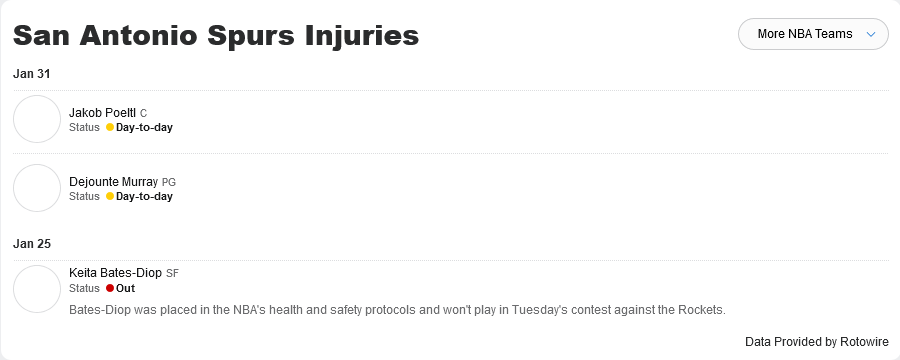 San Antonio Spurs Injuries
More NBA Teams
Jan 31
Jakob Poeltl C
Status Day-to-day
Dejounte Murray PG
Status Day-to-day
Jan 25
Keita Bates-Diop SF
Status Out
Bates-Diop was placed in the NBA's health and safety protocols and won't play in Tuesday's contest against the Rockets.
Data Provided by Rotowire